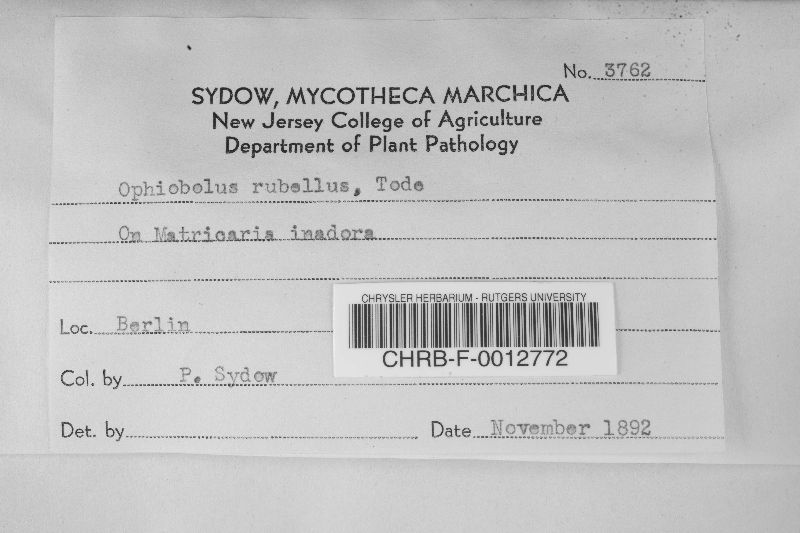 No. 3762
SYDOW, MYCOTHECA MARCHICA
New Jersey College of Agriculture
Department of Plant Pathology
Ophiobolus rubellus, Tode
On Matricaria inadora
CHRYSLER HERBARIUM - RUTGERS UNIVERSITY
Loc. Berlin
CHRB-F-0012772
Col. by P. Sydow
Det. by Date November 1892